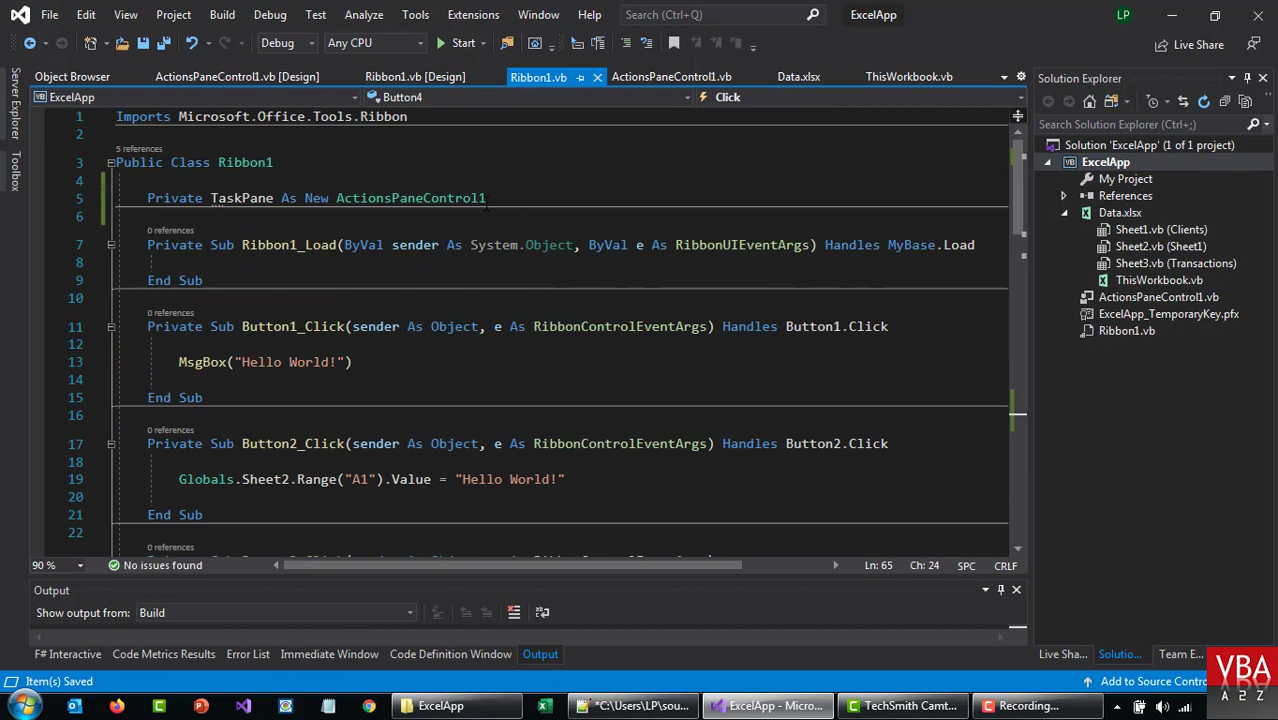 File Edit View Project Build Debug Test Analyze Tools Extensions Window Help Search (Ctrl+Q) ExcelApp LP
Debug Any CPU Start Live Share
Server Explorer
Toolbox
Object Browser ActionsPaneControl1.vb [Design] Ribbon1.vb [Design] Ribbon1.vb ActionsPaneControl1.vb Data.xlsx ThisWorkbook.vb
ExcelApp Button4 Click
1 Imports Microsoft.Office.Tools.Ribbon
2
5 references
3 Public Class Ribbon1
4
5 Private TaskPane As New ActionsPaneControl1
6
0 references
7 Private Sub Ribbon1_Load(ByVal sender As System.Object, ByVal e As RibbonUIEventArgs) Handles MyBase.Load
8
9 End Sub
10
0 references
11 Private Sub Button1_Click(sender As Object, e As RibbonControlEventArgs) Handles Button1.Click
12
13 MsgBox("Hello World!")
14
15 End Sub
16
0 references
17 Private Sub Button2_Click(sender As Object, e As RibbonControlEventArgs) Handles Button2.Click
18
19 Globals.Sheet2.Range("A1").Value = "Hello World!"
20
21 End Sub
22
90 % No issues found Ln: 65 Ch: 24 SPC CRLF
Output
Show output from: Build
F# Interactive Code Metrics Results Error List Immediate Window Code Definition Window Output
Solution Explorer
Search Solution Explorer (Ctrl+;)
Solution 'ExcelApp' (1 of 1 project)
ExcelApp
My Project
References
Data.xlsx
Sheet1.vb (Clients)
Sheet2.vb (Sheet1)
Sheet3.vb (Transactions)
ThisWorkbook.vb
ActionsPaneControl1.vb
ExcelApp_TemporaryKey.pfx
Ribbon1.vb
Live Sha... Solutio... Team E...
Item(s) Saved Add to Source Contr
ExcelApp *C:\Users\LP\sou... ExcelApp - Micro... TechSmith Camt... Recording...
VBA
A2Z